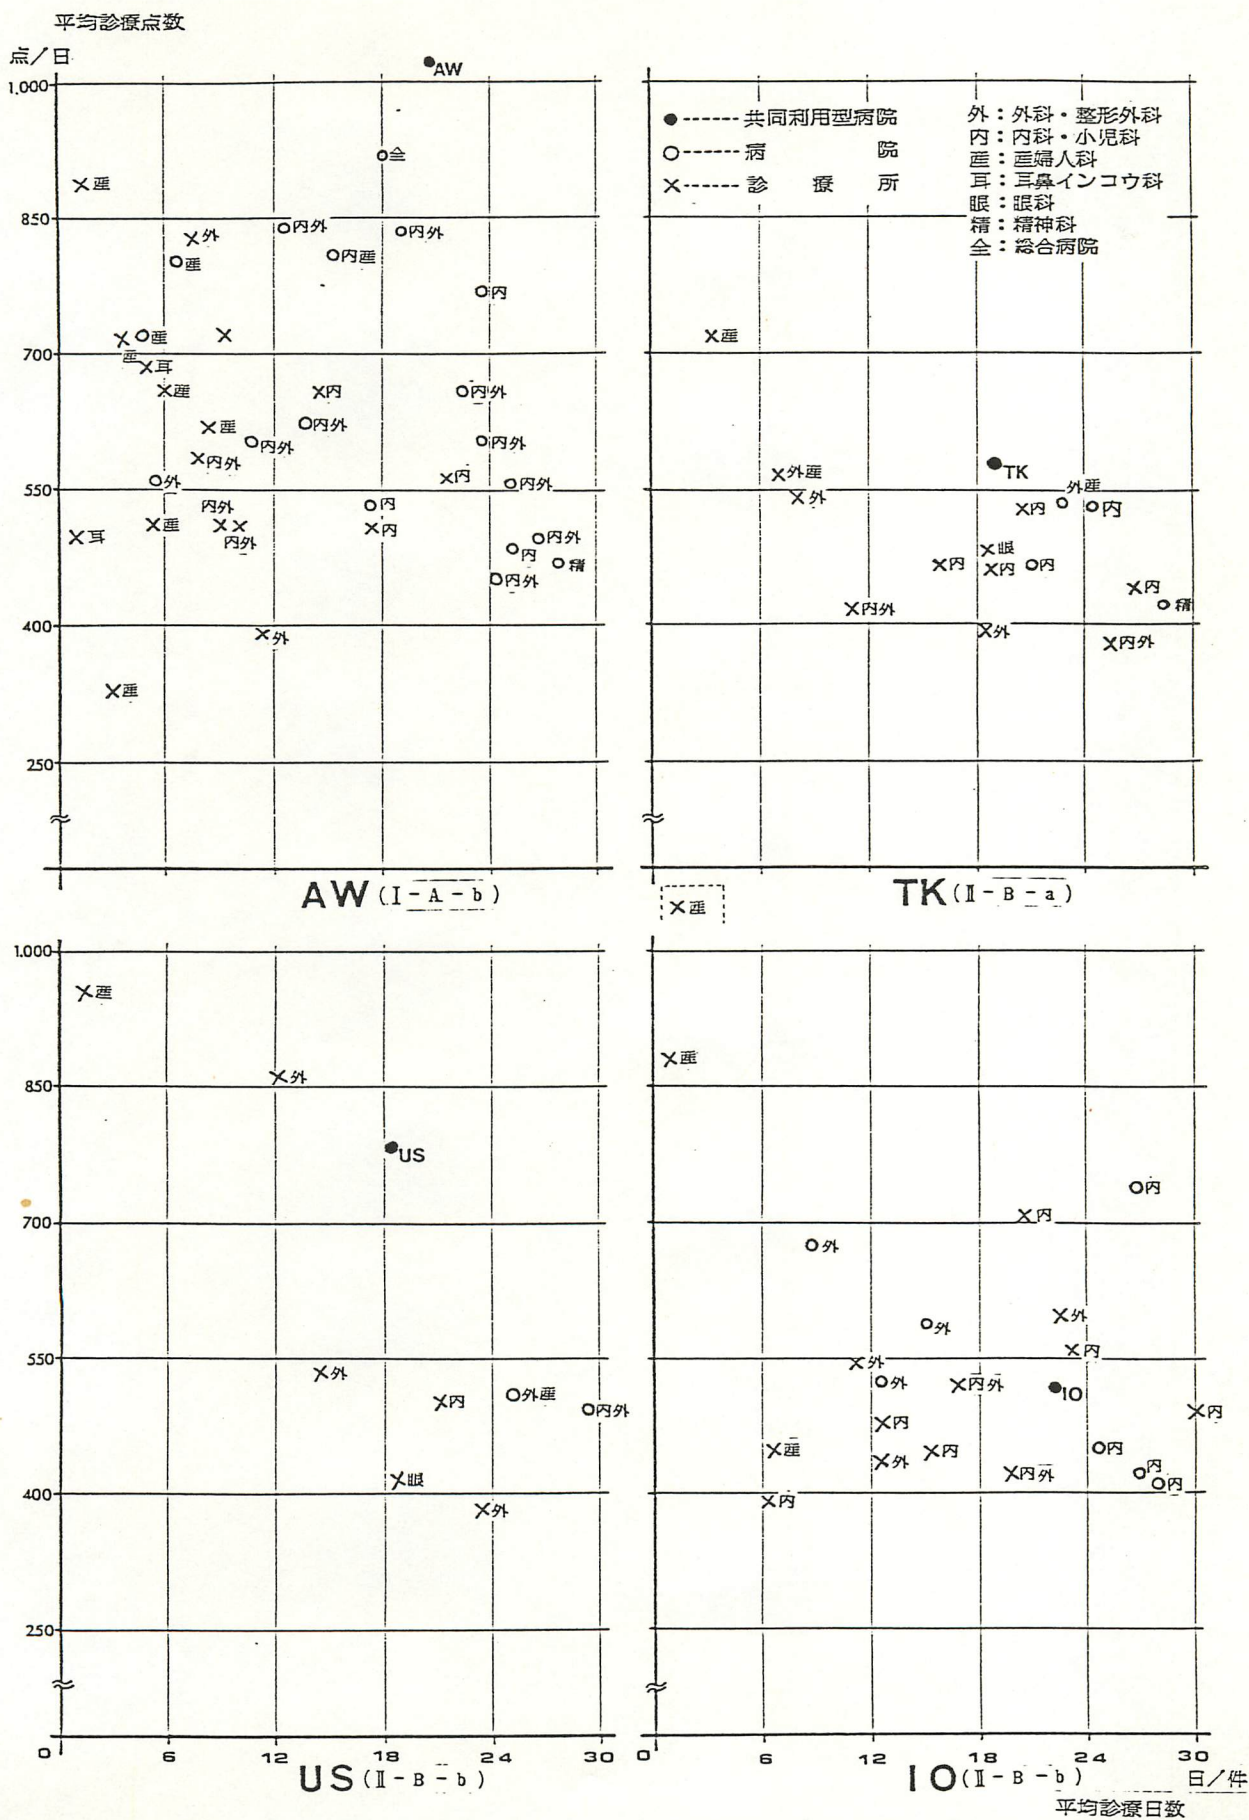 平均診療点数
点/日
AW
1,000
全
産
850
外
内外
内外
産
内産
内
産
産
700
耳
産
内
内外
産
内外
内外
内外
内外
外
内
内外
550
内外
内
産
内
耳
内外
内外
内
精
内外
400
外
産
250
AW(Ⅰ-A-b)
●------共同利用型病院
○------病院
×------診療所
外:外科・整形外科
内:内科・小児科
産:産婦人科
耳:耳鼻インコウ科
眼:眼科
精:精神科
全:総合病院
産
TK
外産
外産
外
内
内
眼
内
内
内
内
精
内外
外
内外
TK(Ⅱ-B-a)
1,000
産
外
850
US
700
550
外
内
外産
内外
眼
400
外
250
0
1
6
12
18
24
30
US(Ⅱ-B-b)
産
産
内
内
外
外
外
内
外
外
内外
IO
内
内
産
内
内
外
内外
内
内
内
0
1
6
12
18
24
30
IO(Ⅱ-B-b)
日/件
平均診療日数